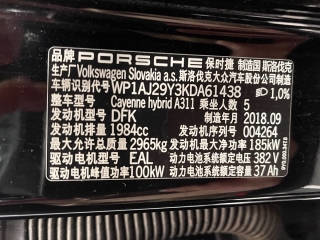 品牌 PORSCHE 保时捷 制造国 斯洛伐克
生产厂 Volkswagen Slovakia a.s. 斯洛伐克大众汽车股份公司 制造
车辆识别代号 WP1AJ29Y3KDA61438 1,0%
整车型号 Cayenne hybrid A311 乘坐人数 5
发动机型号 DFK 制造年月 2018.09
发动机排量 1984cc 发动机号 004264
最大允许总质量 2965kg 发动机最大净功率 185kW
驱动电机型号 EAL 动力电池系统额定电压 382 V
驱动电机峰值功率 100kW 动力电池系统额定容量 37 Ah